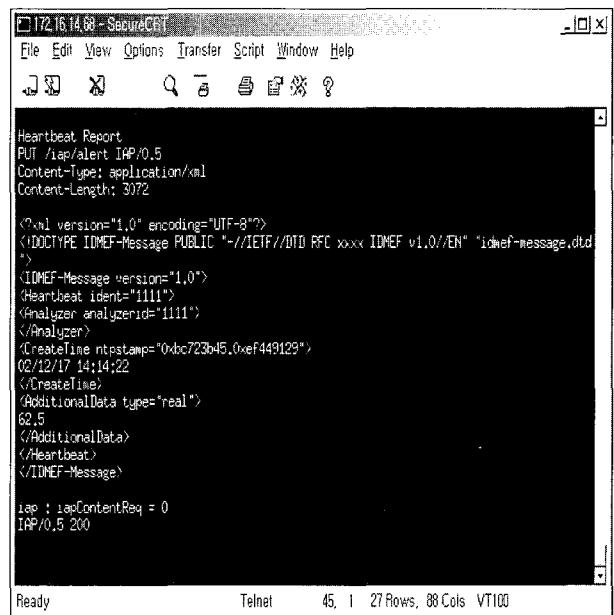 172.16.14.68 - SecureCRT
File Edit View Options Transfer Script Window Help
Heartbeat Report
PUT /iap/alert IAP/0.5
Content-Type: application/xml
Content-Length: 3072
<?xml version="1.0" encoding="UTF-8"?>
<!DOCTYPE IDMEF-Message PUBLIC "-//IETF//DTD RFC xxxx IDMEF v1.0//EN" "idmef-message.dtd
">
<IDMEF-Message version="1.0">
<Heartbeat ident="1111">
<Analyzer analyzerid="1111">
</Analyzer>
<CreateTime ntpstamp="0xbc723b45.0xef449129">
02/12/17 14:14:22
</CreateTime>
<AdditionalData type="real">
62.5
</AdditionalData>
</Heartbeat>
</IDMEF-Message>
iap : iapContentReq = 0
IAP/0.5 200
Ready Telnet 45, 1 27 Rows, 88 Cols VT100